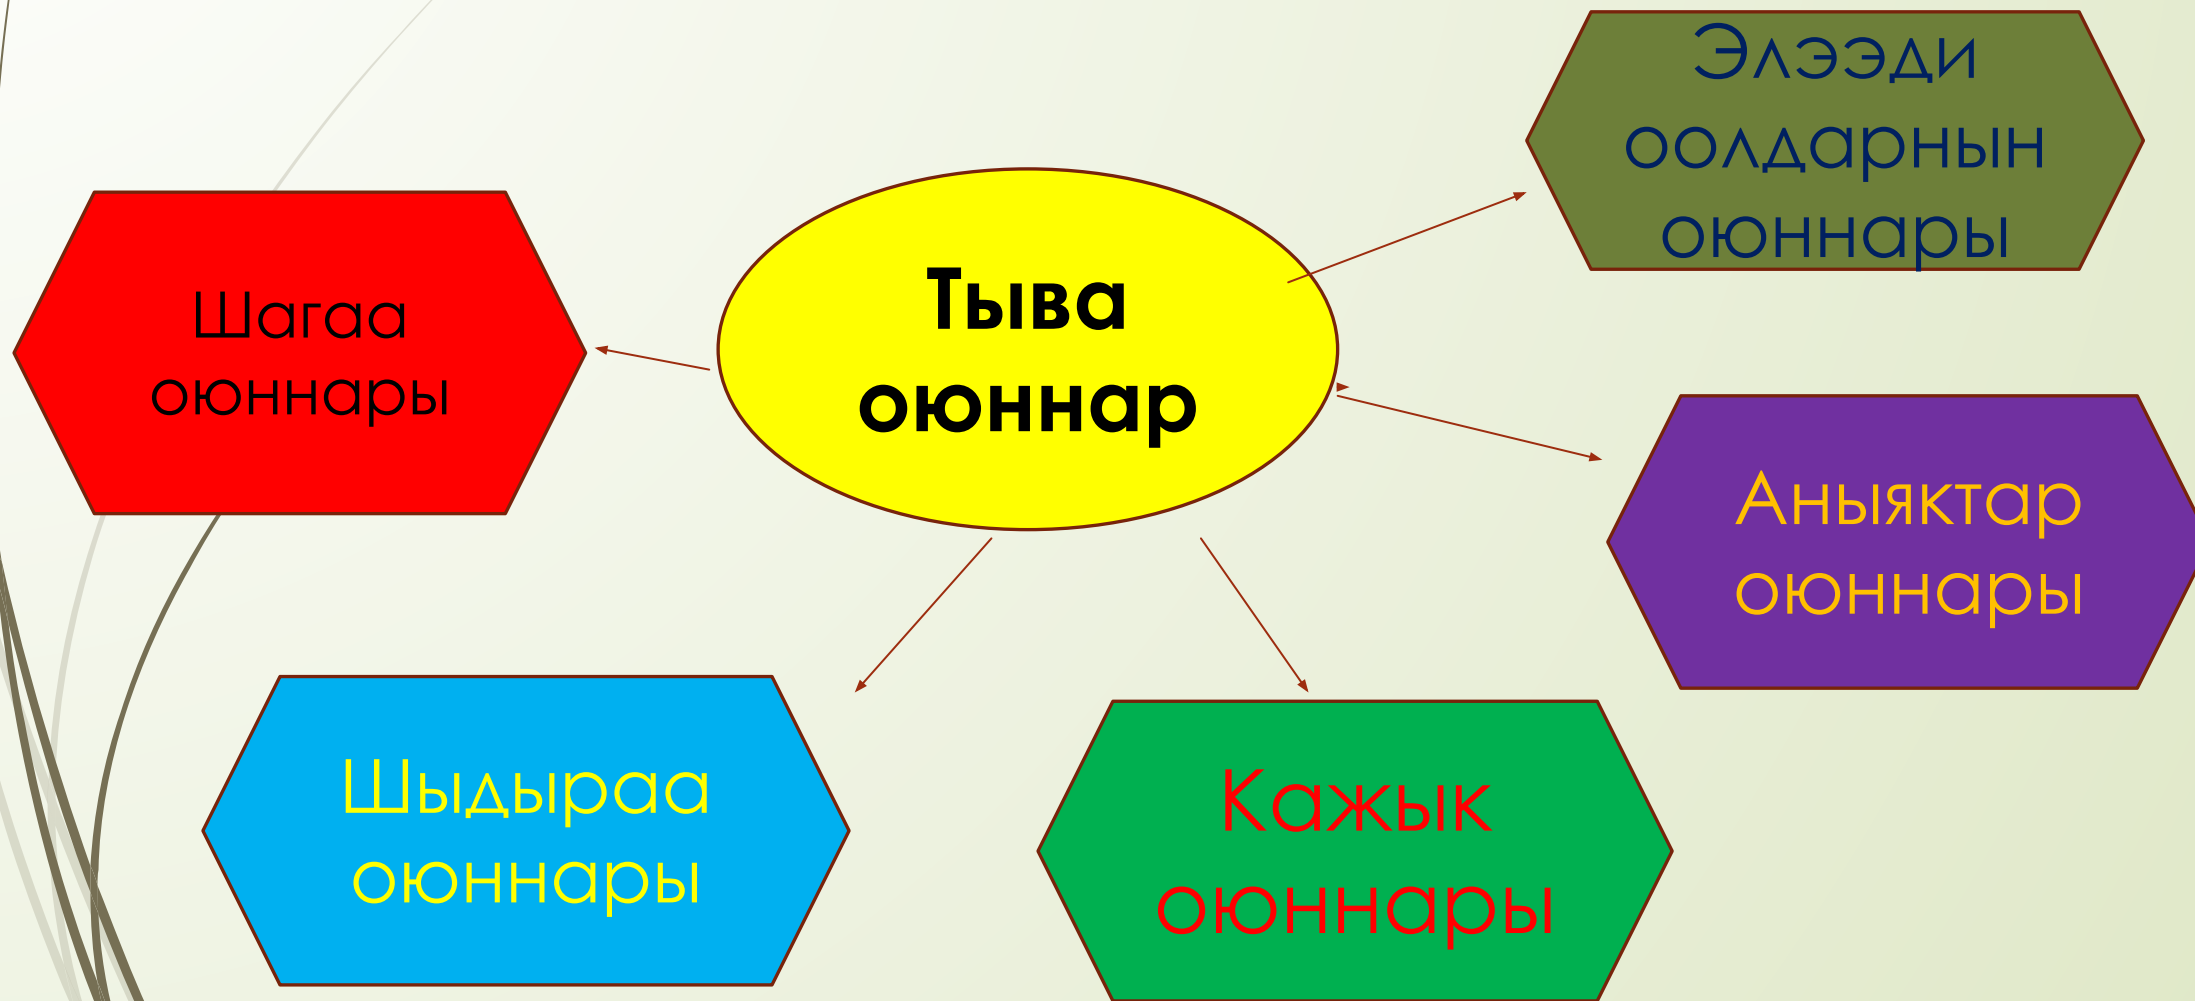 Элээди
оолдарнын
оюннары
Тыва
оюннар
Шагаа
оюннары
Аныяктар
оюннары
Шыдыраа
оюннары
Кажык
оюннары